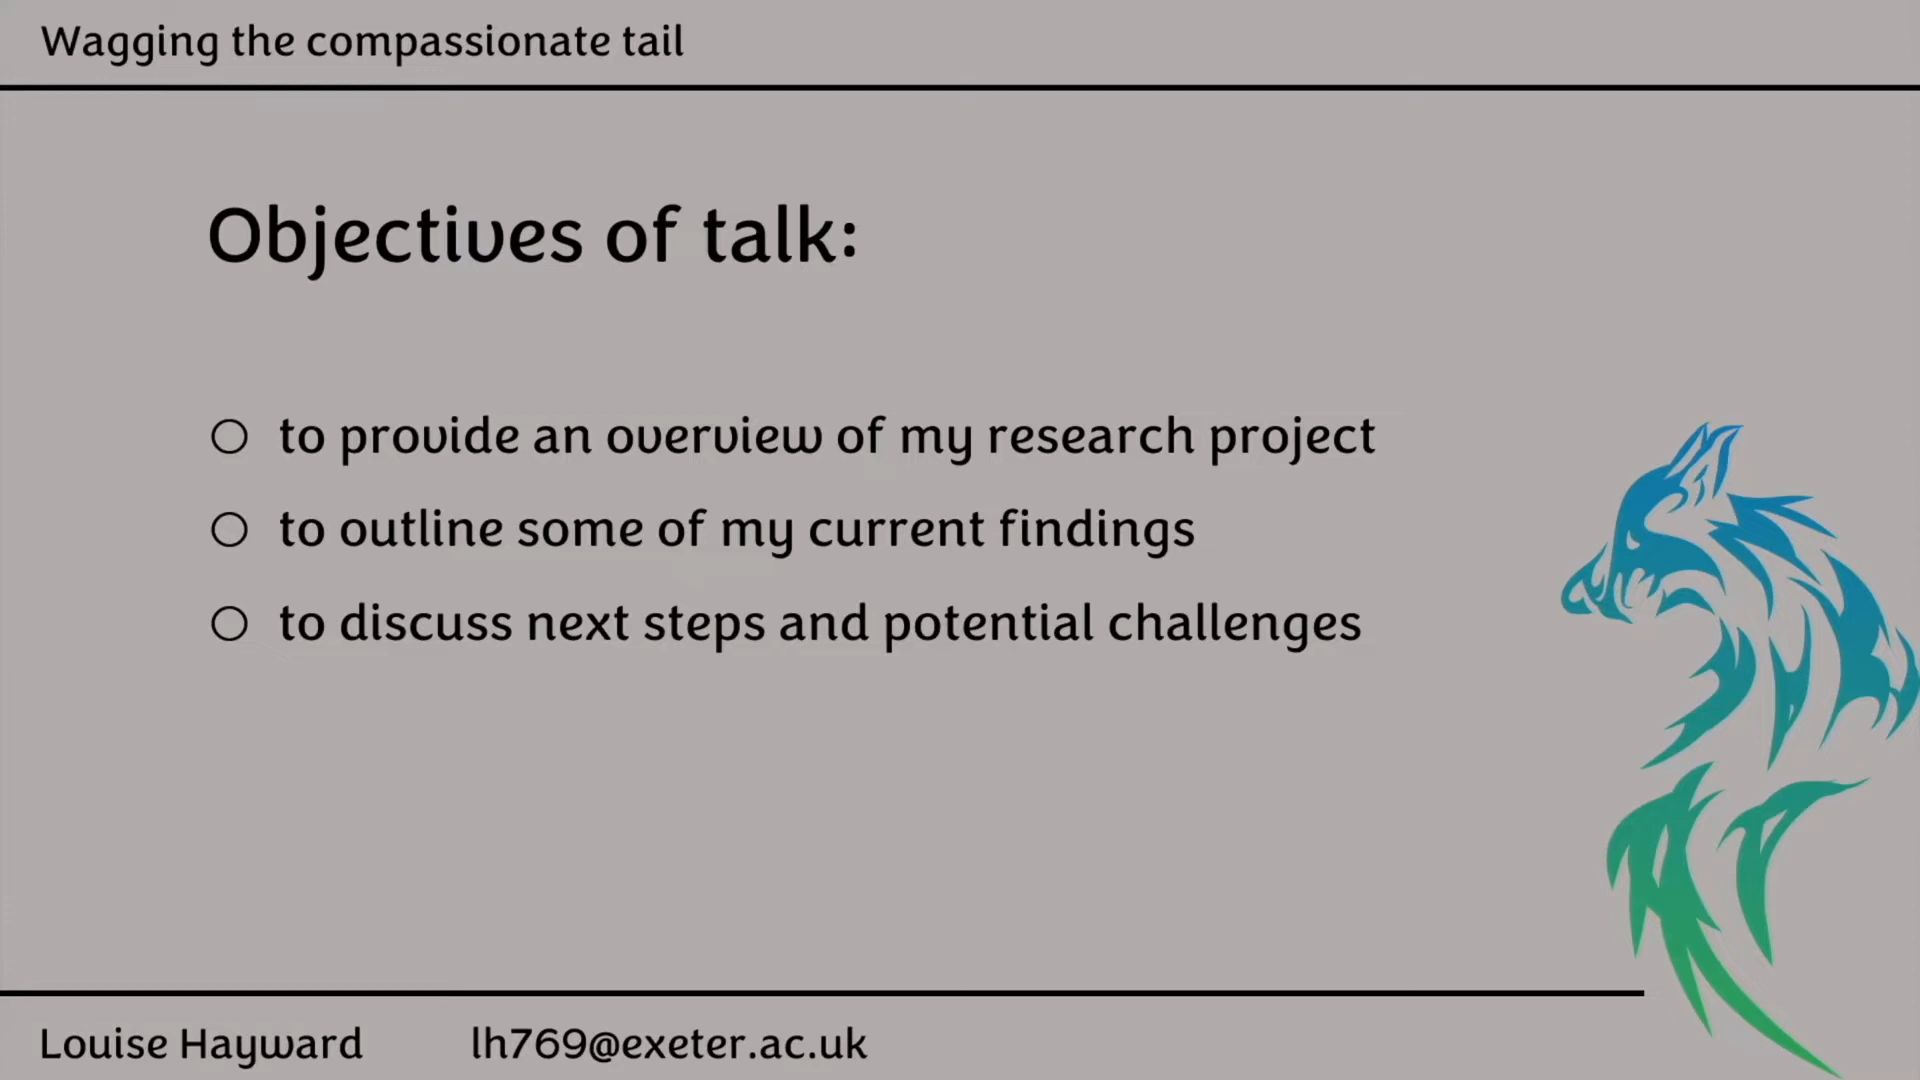 Wagging the compassionate tail
Objectives of talk:
to provide an overview of my research project
to outline some of my current findings
to discuss next steps and potential challenges
Louise Hayward lh769@exeter.ac.uk